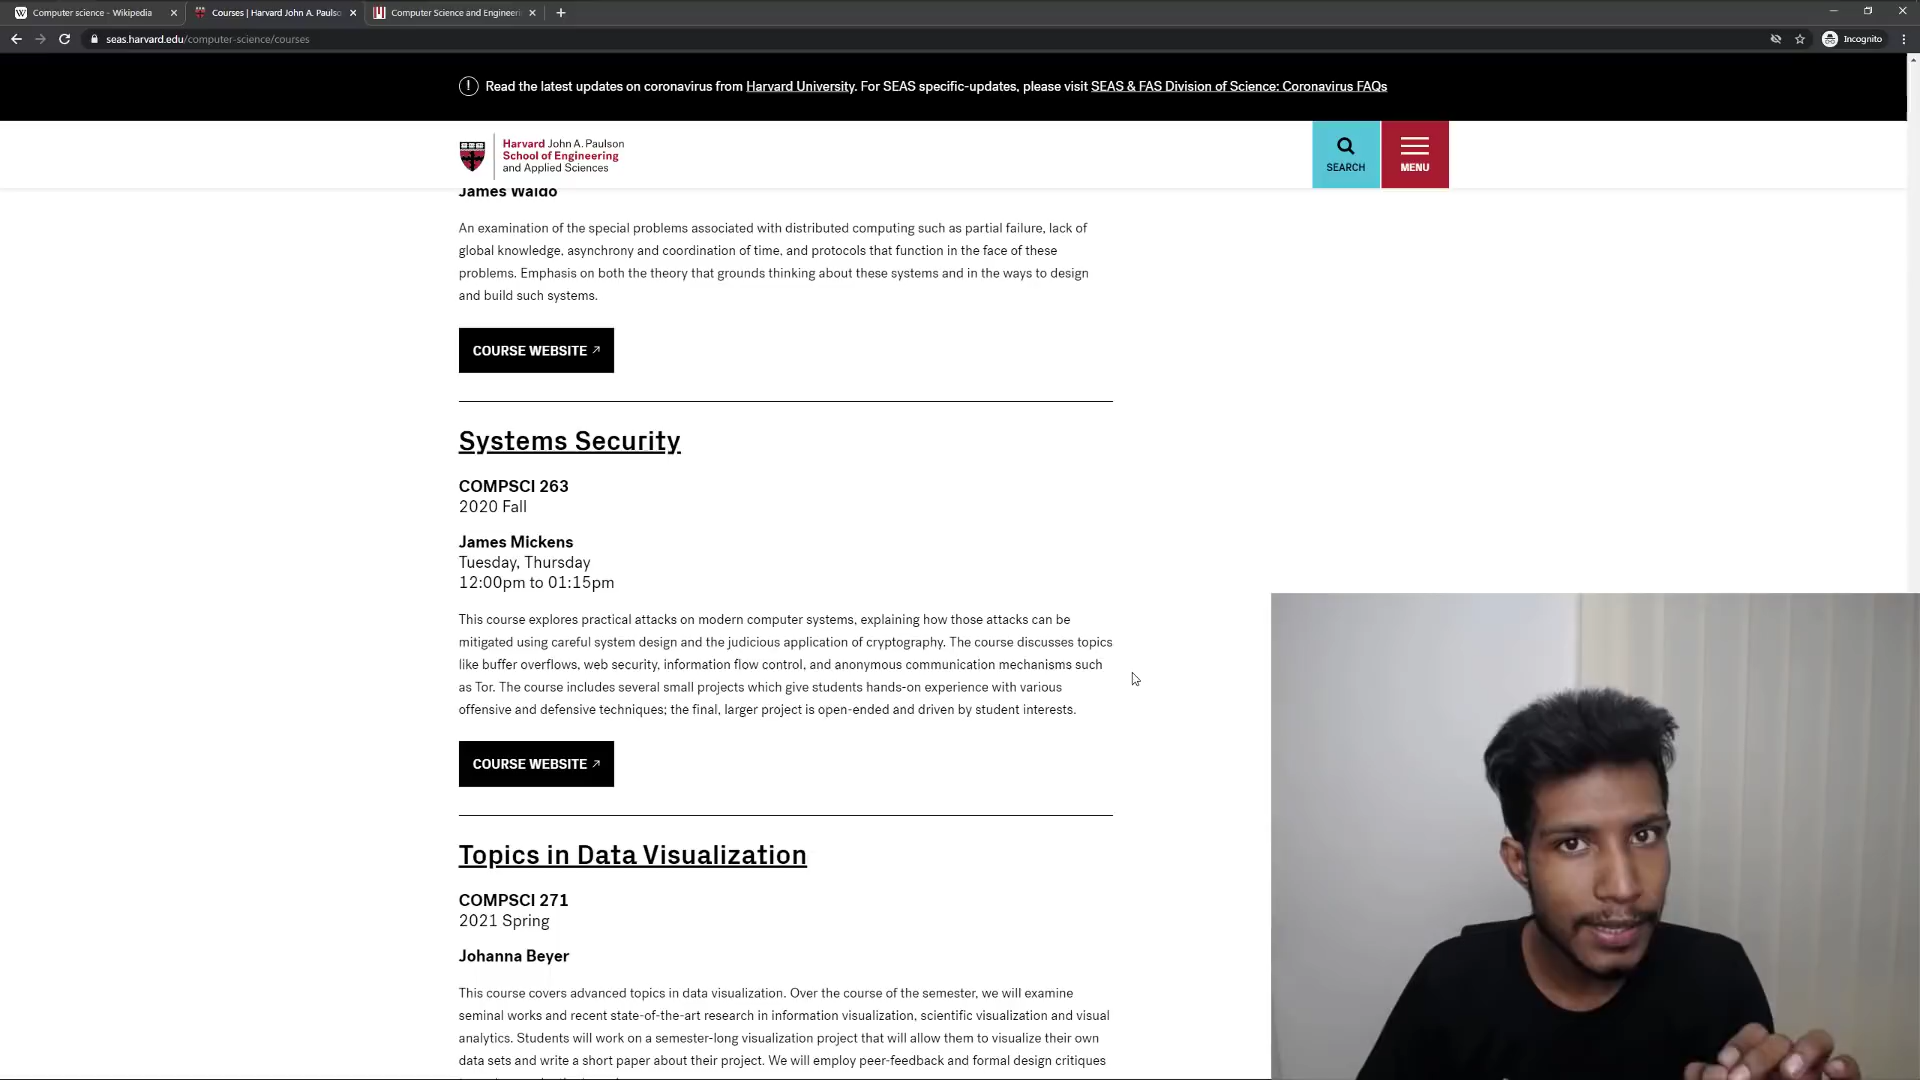 Computer science - Wikipedia
Courses | Harvard John A. Paulso
Computer Science and Engineeri
seas.harvard.edu/computer-science/courses
Incognito
Read the latest updates on coronavirus from Harvard University. For SEAS specific-updates, please visit SEAS & FAS Division of Science: Coronavirus FAQs
Harvard John A. Paulson
School of Engineering
and Applied Sciences
SEARCH
MENU
James Waldo
An examination of the special problems associated with distributed computing such as partial failure, lack of
global knowledge, asynchrony and coordination of time, and protocols that function in the face of these
problems. Emphasis on both the theory that grounds thinking about these systems and in the ways to design
and build such systems.
COURSE WEBSITE
Systems Security
COMPSCI 263
2020 Fall
James Mickens
Tuesday, Thursday
12:00pm to 01:15pm
This course explores practical attacks on modern computer systems, explaining how those attacks can be
mitigated using careful system design and the judicious application of cryptography. The course discusses topics
like buffer overflows, web security, information flow control, and anonymous communication mechanisms such
as Tor. The course includes several small projects which give students hands-on experience with various
offensive and defensive techniques; the final, larger project is open-ended and driven by student interests.
COURSE WEBSITE
Topics in Data Visualization
COMPSCI 271
2021 Spring
Johanna Beyer
This course covers advanced topics in data visualization. Over the course of the semester, we will examine
seminal works and recent state-of-the-art research in information visualization, scientific visualization and visual
analytics. Students will work on a semester-long visualization project that will allow them to visualize their own
data sets and write a short paper about their project. We will employ peer-feedback and formal design critiques